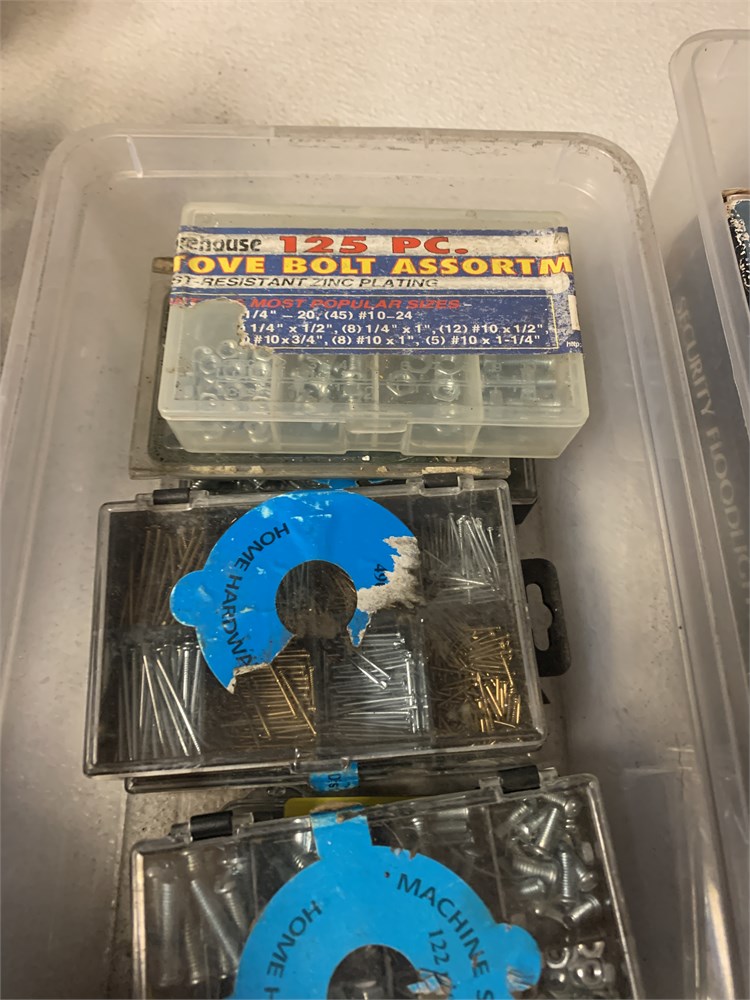 rehouse 125 PC.
TOVE BOLT ASSORTM
ST-RESISTANT ZINC PLATING
MOST POPULAR SIZES -
1/4" - 20, (45) #10-24
1/4" x 1/2", (8) 1/4" x 1", (12) #10 x 1/2",
#10 x 3/4", (8) #10 x 1", (5) #10 x 1-1/4"
http
HOME HARDWA
49
MACHINE S
122
HOME H
SECURITY FLOODLIG